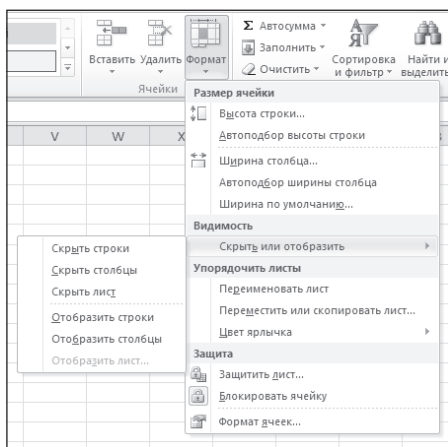 Вставить Удалить Формат
Σ Автосумма
Заполнить
Очистить
Сортировка и фильтр
Найти и выделить
Ячейки
V W X
Размер ячейки
Высота строки...
Автоподбор высоты строки
Ширина столбца...
Автоподбор ширины столбца
Ширина по умолчанию...
Видимость
Скрыть или отобразить
Скрыть строки
Скрыть столбцы
Скрыть лист
Отобразить строки
Отобразить столбцы
Отобразить лист...
Упорядочить листы
Переименовать лист
Переместить или скопировать лист...
Цвет ярлычка
Защита
Защитить лист...
Блокировать ячейку
Формат ячеек...